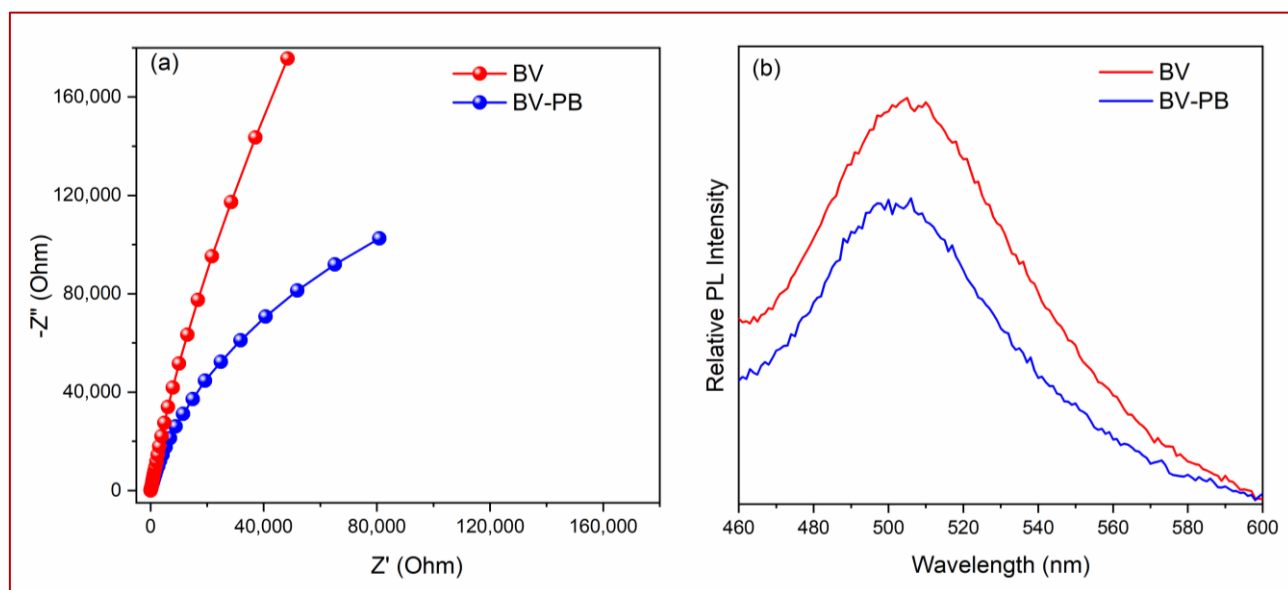 (a)
BV
BV-PB
160,000
120,000
80,000
40,000
0
-Z" (Ohm)
0
40,000
80,000
120,000
160,000
Z' (Ohm)
(b)
BV
BV-PB
Relative PL Intensity
460
480
500
520
540
560
580
600
Wavelength (nm)